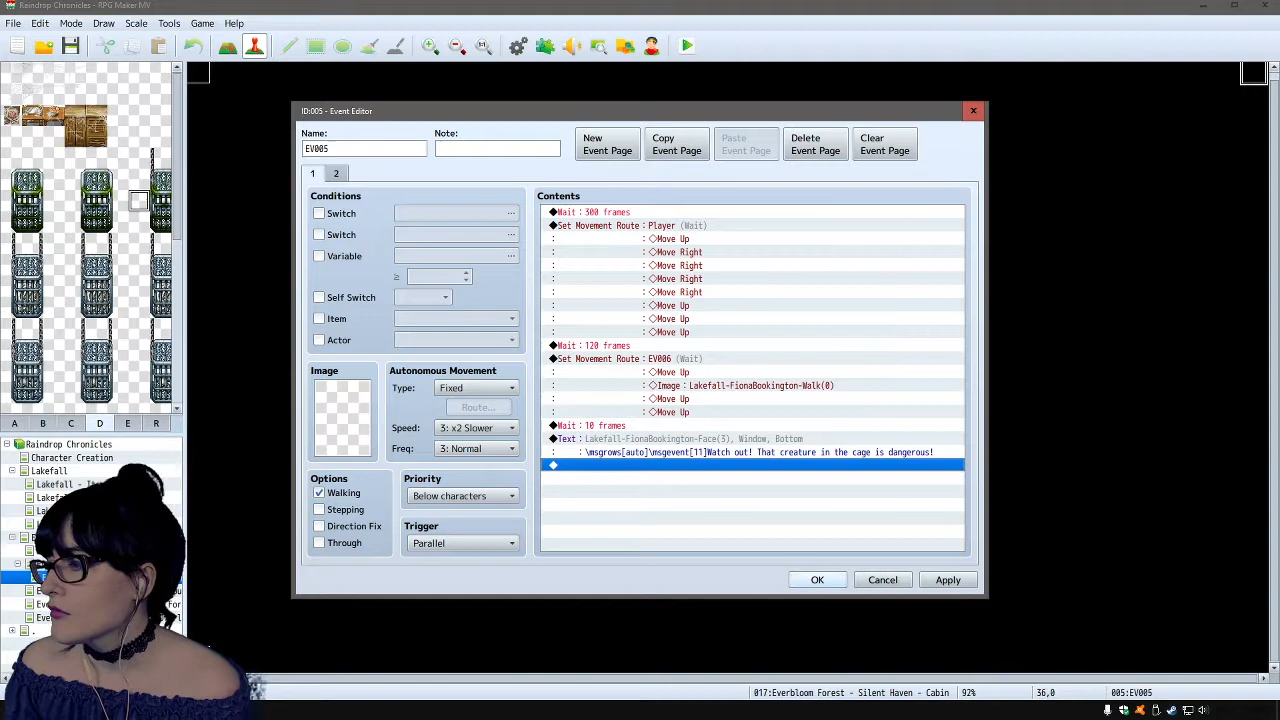 Raindrop Chronicles - RPG Maker MV
File Edit Mode Draw Scale Tools Game Help
ID:005 - Event Editor
Name:
Note:
EV005
New Event Page
Copy Event Page
Paste Event Page
Delete Event Page
Clear Event Page
1 2
Conditions
Switch ...
Switch ...
Variable ...
≥
Self Switch
Item
Actor
Image
Autonomous Movement
Type: Fixed
Route...
Speed: 3: x2 Slower
Freq: 3: Normal
Options
Walking
Stepping
Direction Fix
Through
Priority
Below characters
Trigger
Parallel
Contents
◆Wait：300 frames
◆Set Movement Route：Player (Wait)
：　　　：◇Move Up
：　　　：◇Move Right
：　　　：◇Move Right
：　　　：◇Move Right
：　　　：◇Move Right
：　　　：◇Move Up
：　　　：◇Move Up
：　　　：◇Move Up
◆Wait：120 frames
◆Set Movement Route：EV006 (Wait)
：　　　：◇Move Up
：　　　：◇Image：Lakefall-FionaBookington-Walk(0)
：　　　：◇Move Up
：　　　：◇Move Up
◆Wait：10 frames
◆Text：Lakefall-FionaBookington-Face(3), Window, Bottom
：　：\msgrows[auto]\msgevent[11]Watch out! That creature in the cage is dangerous!
◆
OK Cancel Apply
A B C D E R
Raindrop Chronicles
Character Creation
Lakefall
Lakefall - It
017:Everbloom Forest - Silent Haven - Cabin
92%
36,0
005:EV005